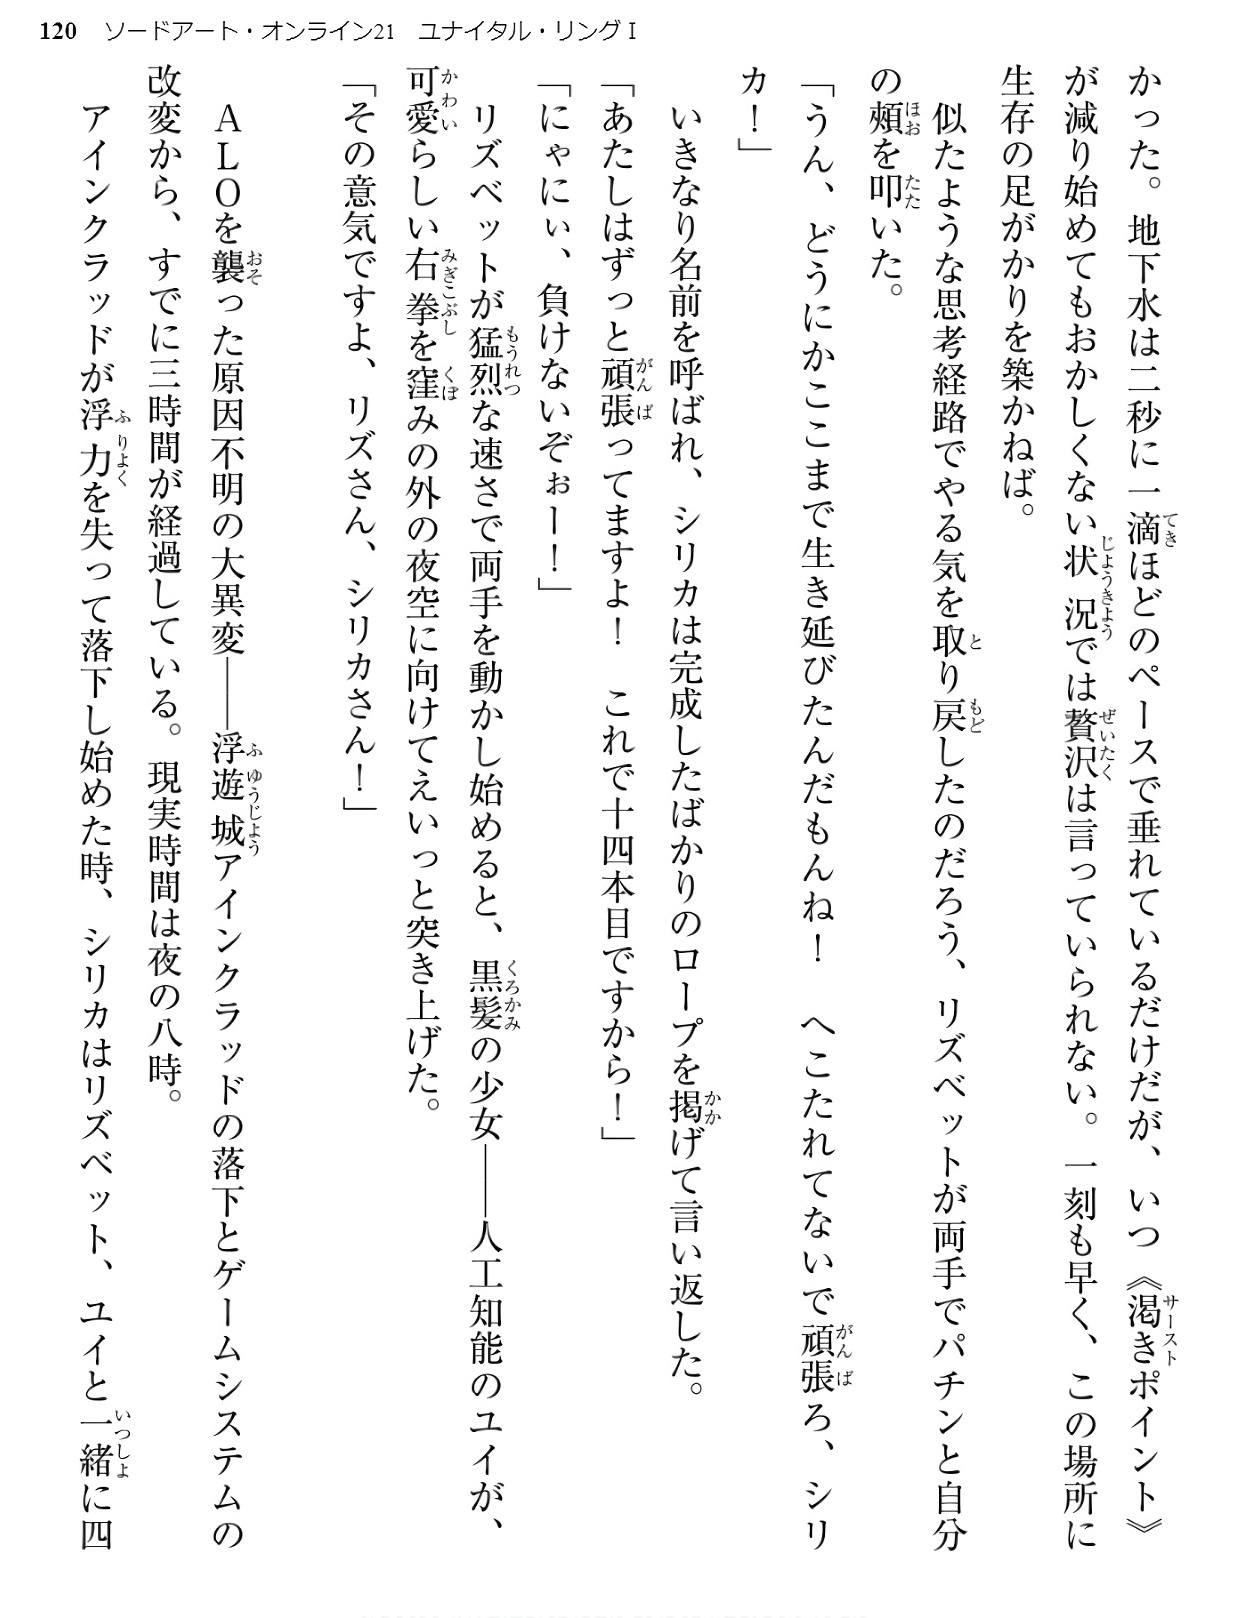 120 ソードアート・オンライン21 ユナイタル・リングⅠ
かった。地下水は二秒に一滴ほどのペースで垂れているだけだが、いつ《渇きポイント》
が減り始めてもおかしくない状況では贅沢は言っていられない。一刻も早く、この場所に
生存の足がかりを築かねば。
　似たような思考経路でやる気を取り戻したのだろう、リズベットが両手でパチンと自分
の頰を叩いた。
「うん、どうにかここまで生き延びたんだもんね！　へこたれてないで頑張ろ、シリ
カ！」
　いきなり名前を呼ばれ、シリカは完成したばかりのロープを掲げて言い返した。
「あたしはずっと頑張ってますよ！　これで十四本目ですから！」
「にゃにぃ、負けないぞぉー！」
　リズベットが猛烈な速さで両手を動かし始めると、黒髪の少女――人工知能のユイが、
可愛らしい右拳を窪みの外の夜空に向けてえいっと突き上げた。
「その意気ですよ、リズさん、シリカさん！」
　ＡＬＯを襲った原因不明の大異変――浮遊城アインクラッドの落下とゲームシステムの
改変から、すでに三時間が経過している。現実時間は夜の八時。
　アインクラッドが浮力を失って落下し始めた時、シリカはリズベット、ユイと一緒に四